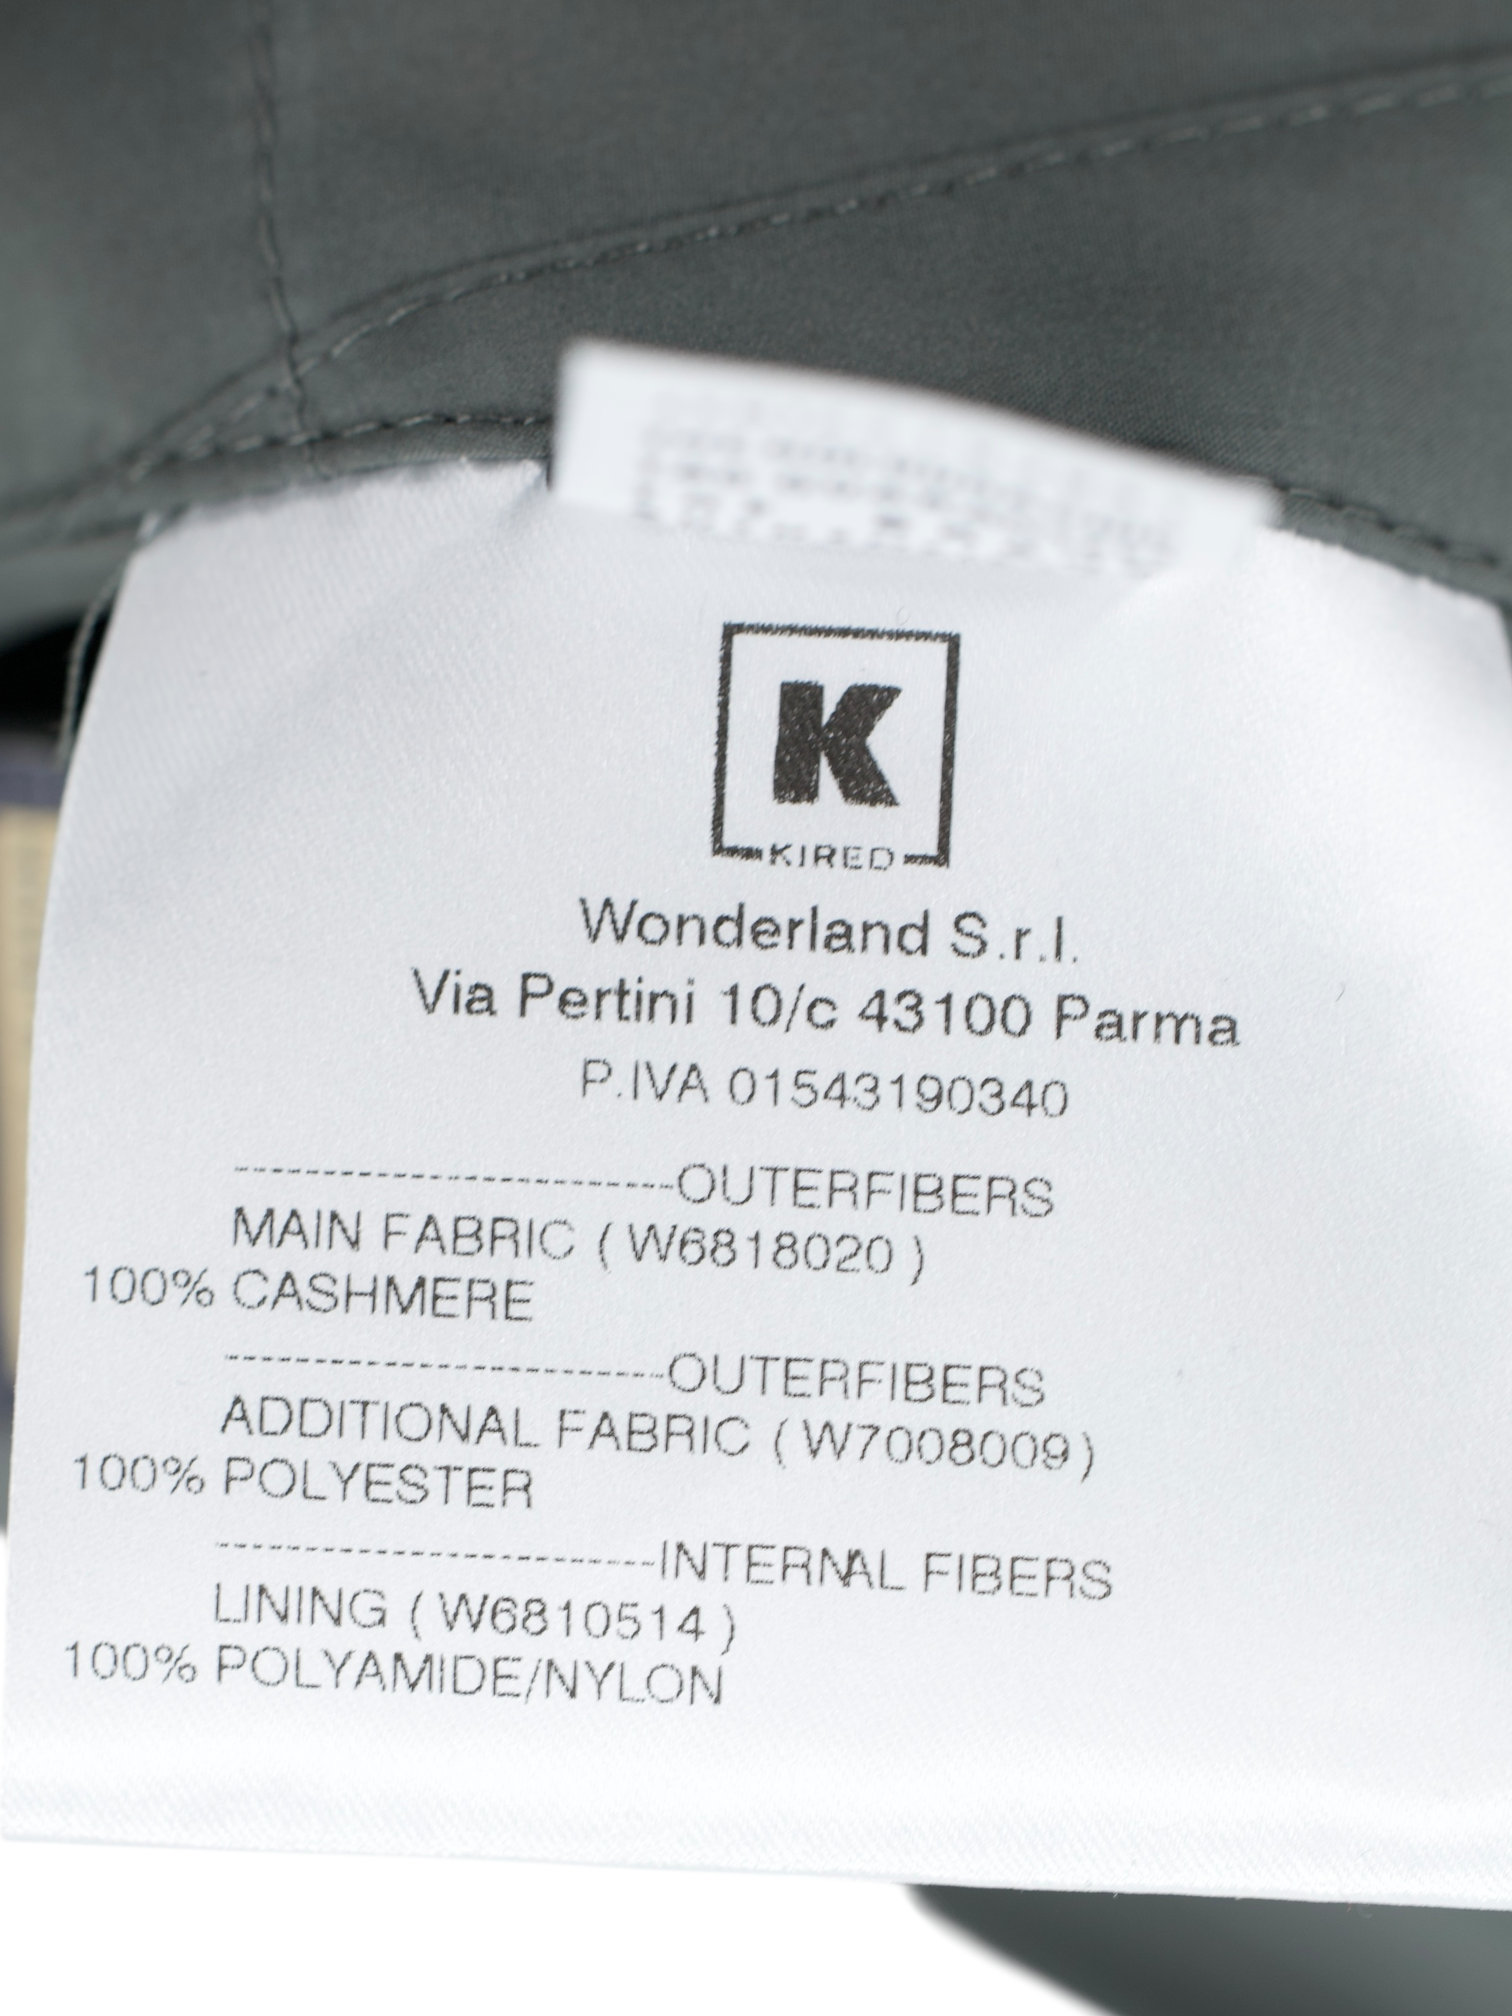 K
KIRED
Wonderland S.r.l.
Via Pertini 10/c 43100 Parma
P.IVA 01543190340
------------------------OUTERFIBERS
MAIN FABRIC ( W6818020 )
100% CASHMERE
------------------------OUTERFIBERS
ADDITIONAL FABRIC ( W7008009 )
100% POLYESTER
------------------------INTERNAL FIBERS
LINING ( W6810514 )
100% POLYAMIDE/NYLON